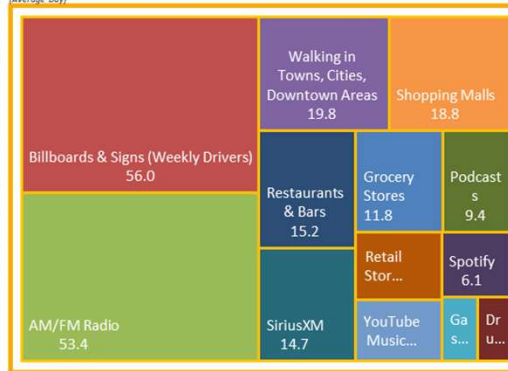 [Average Day]
Billboards & Signs (Weekly Drivers)
56.0
AM/FM Radio
53.4
Walking in
Towns, Cities,
Downtown Areas
19.8
Shopping Malls
18.8
Restaurants
& Bars
15.2
SiriusXM
14.7
Grocery
Stores
11.8
Podcast
s
9.4
Retail
Stor...
Spotify
6.1
YouTube
Music...
Ga
s...
Dr
u...